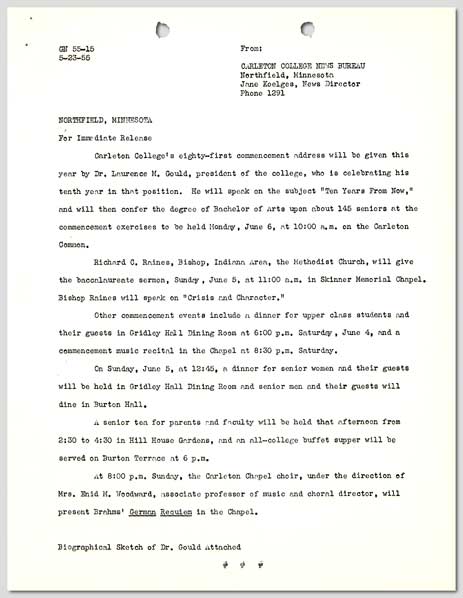 GN 55-15
5-23-55
From:
CARLETON COLLEGE NEWS BUREAU
Northfield, Minnesota
Jane Koelges, News Director
Phone 1291
NORTHFIELD, MINNESOTA
For Immediate Release
Carleton College's eighty-first commencement address will be given this
year by Dr. Laurence M. Gould, president of the college, who is celebrating his
tenth year in that position. He will speak on the subject "Ten Years From Now,"
and will then confer the degree of Bachelor of Arts upon about 145 seniors at the
commencement exercises to be held Monday, June 6, at 10:00 a.m. on the Carleton
Common.
Richard C. Raines, Bishop, Indiana Area, the Methodist Church, will give
the baccalaureate sermon, Sunday, June 5, at 11:00 a.m. in Skinner Memorial Chapel.
Bishop Raines will speak on "Crisis and Character."
Other commencement events include a dinner for upper class students and
their guests in Gridley Hall Dining Room at 6:00 p.m. Saturday, June 4, and a
commencement music recital in the Chapel at 8:30 p.m. Saturday.
On Sunday, June 5, at 12:45, a dinner for senior women and their guests
will be held in Gridley Hall Dining Room and senior men and their guests will
dine in Burton Hall.
A senior tea for parents and faculty will be held that afternoon from
2:30 to 4:30 in Hill House Gardens, and an all-college buffet supper will be
served on Burton Terrace at 6 p.m.
At 8:00 p.m. Sunday, the Carleton Chapel choir, under the direction of
Mrs. Enid M. Woodward, associate professor of music and choral director, will
present Brahms' German Requiem in the Chapel.
Biographical Sketch of Dr. Gould Attached
# # #